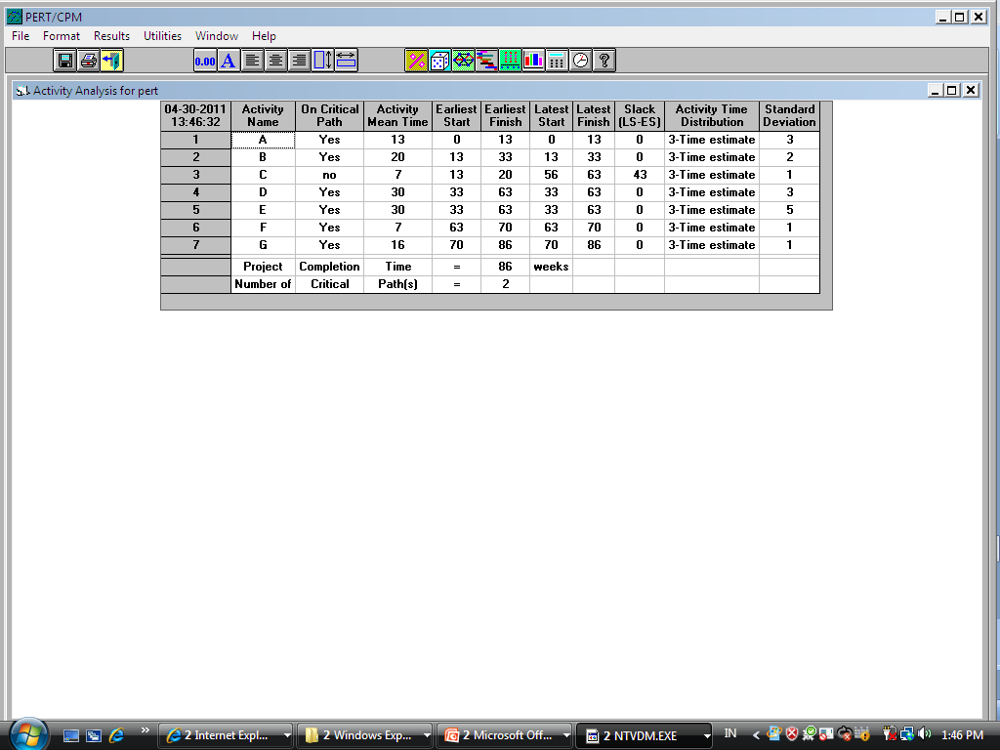 PERT/CPM
File Format Results Utilities Window Help
0.00 A % ?
Activity Analysis for pert
04-30-2011 Activity On Critical Activity Earliest Earliest Latest Latest Slack Activity Time Standard
13:46:32 Name Path Mean Time Start Finish Start Finish (LS-ES) Distribution Deviation
1 A Yes 13 0 13 0 13 0 3-Time estimate 3
2 B Yes 20 13 33 13 33 0 3-Time estimate 2
3 C no 7 13 20 56 63 43 3-Time estimate 1
4 D Yes 30 33 63 33 63 0 3-Time estimate 3
5 E Yes 30 33 63 33 63 0 3-Time estimate 5
6 F Yes 7 63 70 63 70 0 3-Time estimate 1
7 G Yes 16 70 86 70 86 0 3-Time estimate 1
Project Completion Time = 86 weeks
Number of Critical Path(s) = 2
2 Internet Expl... 2 Windows Exp... 2 Microsoft Off... 2 NTVDM.EXE IN 1:46 PM